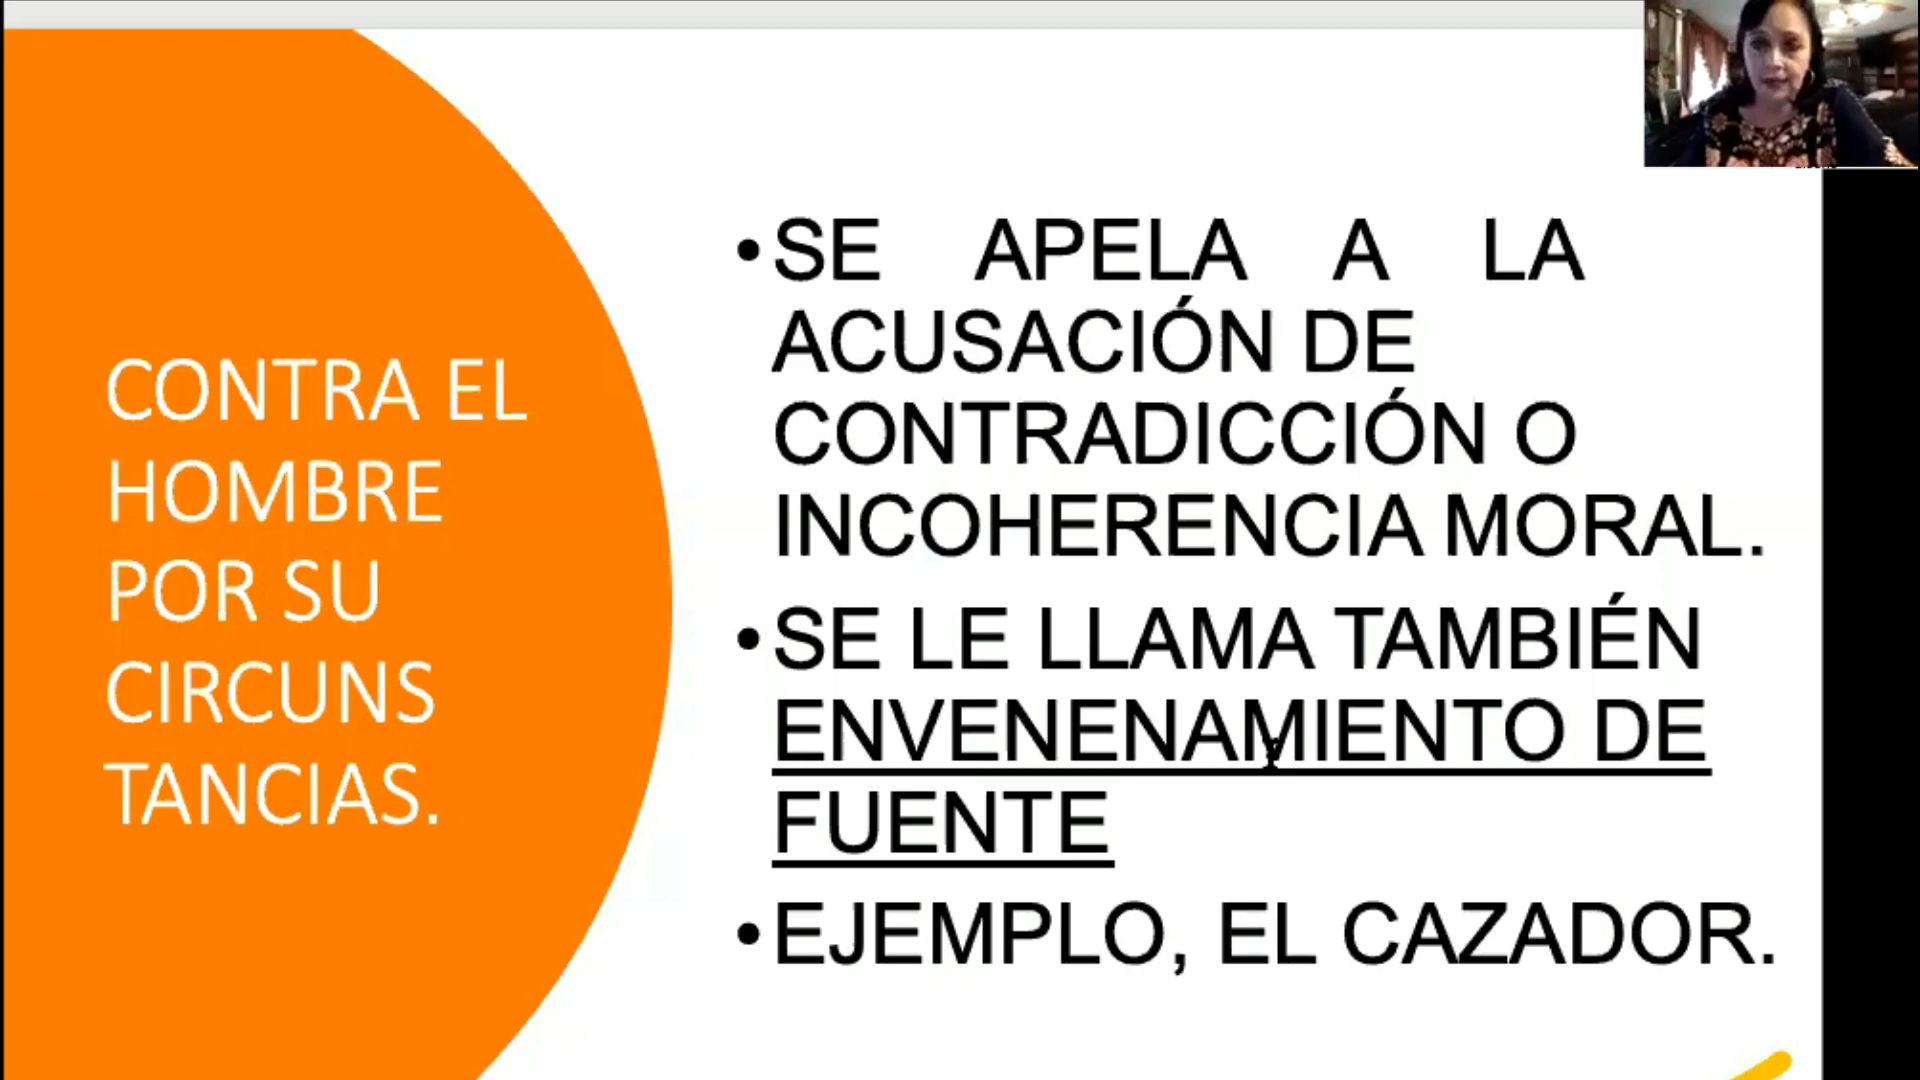 CONTRA EL
HOMBRE
POR SU
CIRCUNS
TANCIAS.
•SE APELA A LA
ACUSACIÓN DE
CONTRADICCIÓN O
INCOHERENCIA MORAL.
•SE LE LLAMA TAMBIÉN
ENVENENAMIENTO DE
FUENTE
•EJEMPLO, EL CAZADOR.